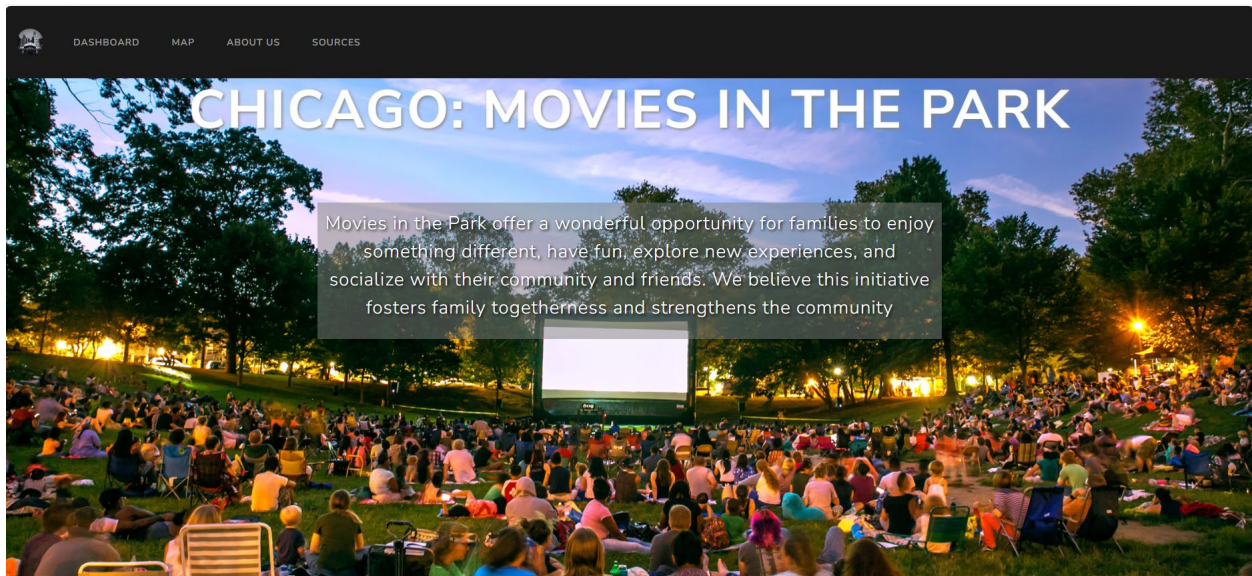 DASHBOARD MAP ABOUT US SOURCES
CHICAGO: MOVIES IN THE PARK
Movies in the Park offer a wonderful opportunity for families to enjoy
something different, have fun, explore new experiences, and
socialize with their community and friends. We believe this initiative
fosters family togetherness and strengthens the community